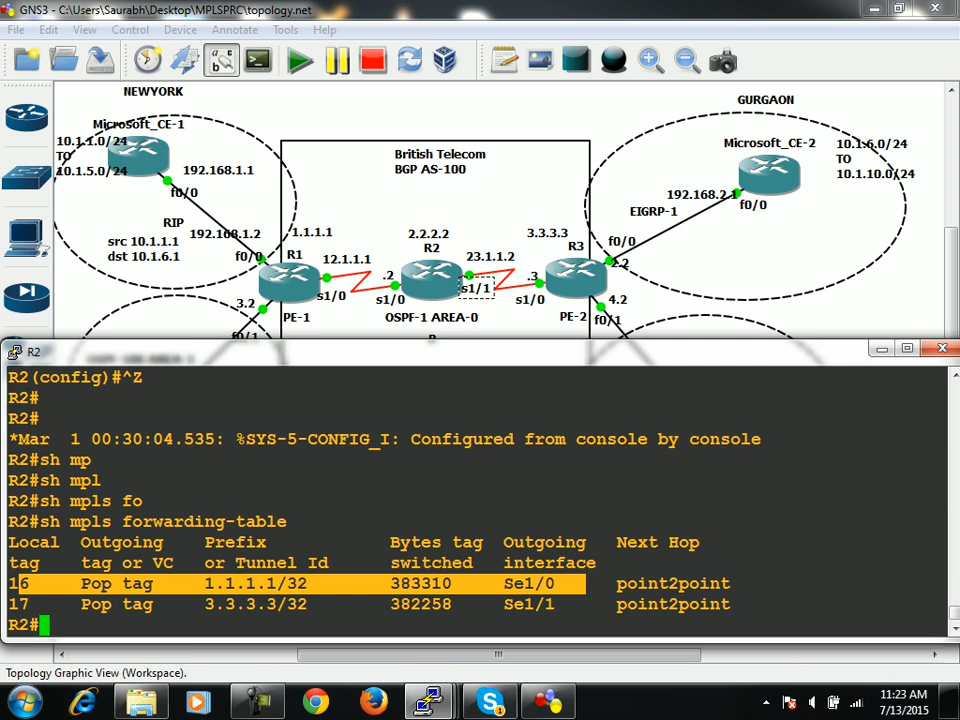 GNS3 - C:\Users\Saurabh\Desktop\MPLSPRC\topology.net
File Edit View Control Device Annotate Tools Help
NEWYORK
Microsoft_CE-1
10.1.1.0/24
TO
10.1.5.0/24
192.168.1.1
f0/0
RIP
192.168.1.2
src 10.1.1.1
dst 10.1.6.1
f0/0
1.1.1.1
R1
12.1.1.1
s1/0
3.2
PE-1
f0/1
British Telecom
BGP AS-100
2.2.2.2
R2
.2
s1/0
23.1.1.2
s1/1
OSPF-1 AREA-0
3.3.3.3
R3
.3
s1/0
PE-2
f0/0
2.2
4.2
f0/1
GURGAON
Microsoft_CE-2
10.1.6.0/24
TO
10.1.10.0/24
192.168.2.1
f0/0
EIGRP-1
R2
R2(config)#^Z
R2#
R2#
*Mar  1 00:30:04.535: %SYS-5-CONFIG_I: Configured from console by console
R2#sh mp
R2#sh mpl
R2#sh mpls fo
R2#sh mpls forwarding-table
Local Outgoing Prefix Bytes tag Outgoing Next Hop
tag tag or VC or Tunnel Id switched interface
16 Pop tag 1.1.1.1/32 383310 Se1/0 point2point
17 Pop tag 3.3.3.3/32 382258 Se1/1 point2point
R2#
Topology Graphic View (Workspace).
11:23 AM
7/13/2015